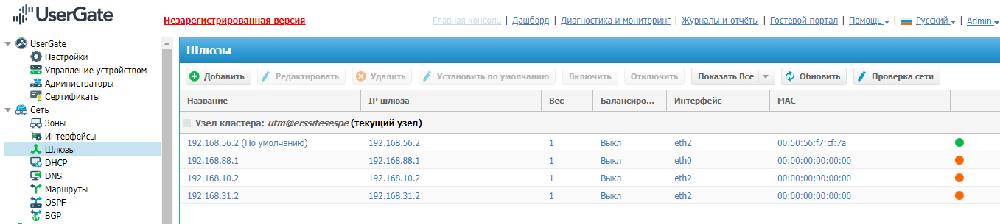 UserGate
Незарегистрированная версия
Главная консоль | Дашборд | Диагностика и мониторинг | Журналы и отчёты | Гостевой портал | Помощь | Русский | Admin
UserGate
Настройки
Управление устройством
Администраторы
Сертификаты
Сеть
Зоны
Интерфейсы
Шлюзы
DHCP
DNS
Маршруты
OSPF
BGP
Шлюзы
Добавить Редактировать Удалить Установить по умолчанию Включить Отключить Показать Все Обновить Проверка сети
Название IP шлюза Вес Балансиро... Интерфейс MAC
Узел кластера: utm@erssitesespe (текущий узел)
192.168.56.2 (По умолчанию) 192.168.56.2 1 Выкл eth2 00:50:56:f7:cf:7a
192.168.88.1 192.168.88.1 1 Выкл eth0 00:00:00:00:00:00
192.168.10.2 192.168.10.2 1 Выкл eth2 00:00:00:00:00:00
192.168.31.2 192.168.31.2 1 Выкл eth2 00:00:00:00:00:00